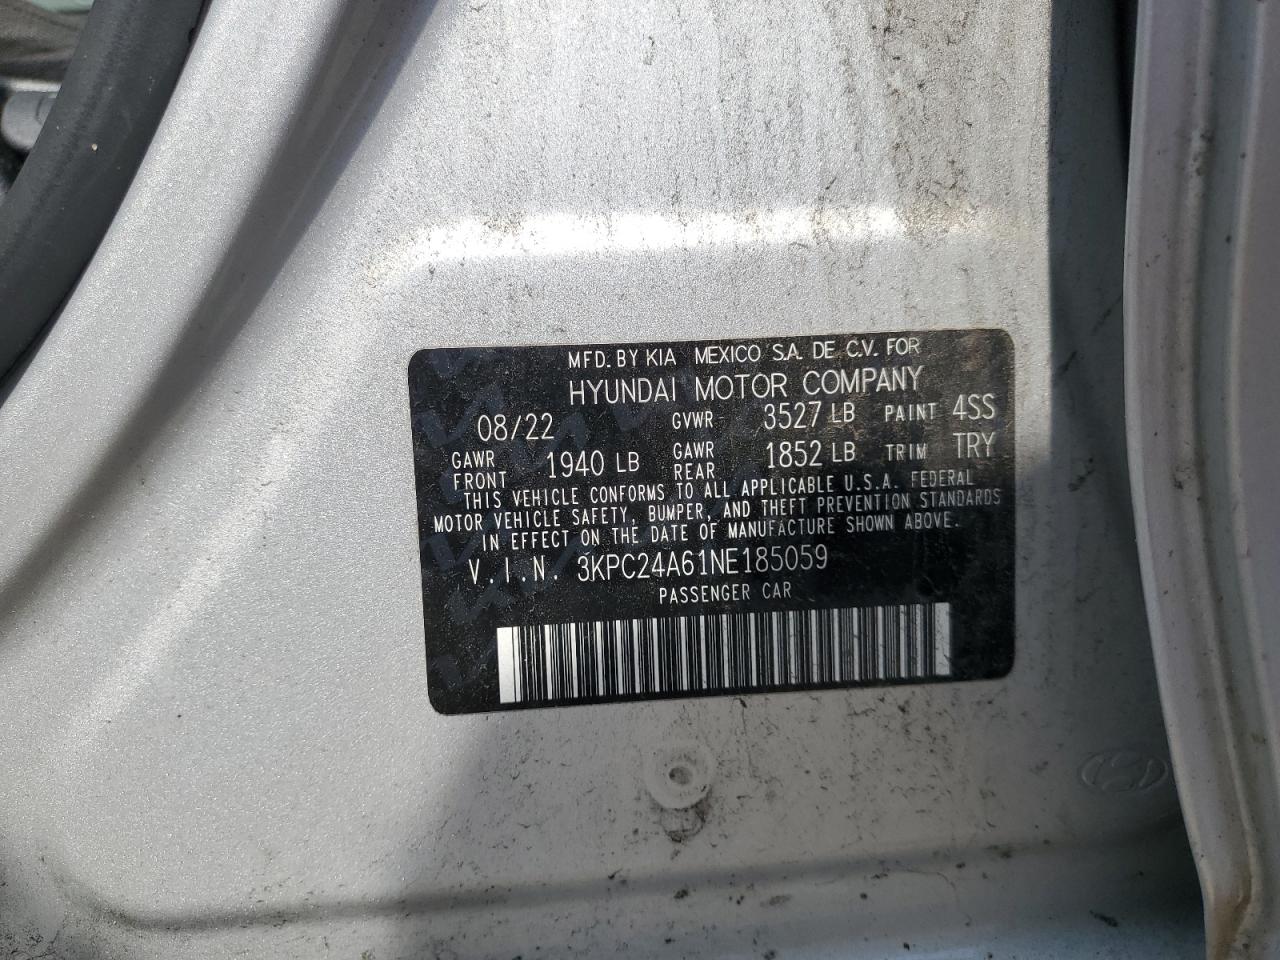 MFD. BY KIA MEXICO S.A. DE C.V. FOR
HYUNDAI MOTOR COMPANY
08/22 GVWR 3527 LB PAINT 4SS
GAWR FRONT 1940 LB GAWR REAR 1852 LB TRIM TRY
THIS VEHICLE CONFORMS TO ALL APPLICABLE U.S.A. FEDERAL
MOTOR VEHICLE SAFETY, BUMPER, AND THEFT PREVENTION STANDARDS
IN EFFECT ON THE DATE OF MANUFACTURE SHOWN ABOVE.
V.I.N. 3KPC24A61NE185059
PASSENGER CAR